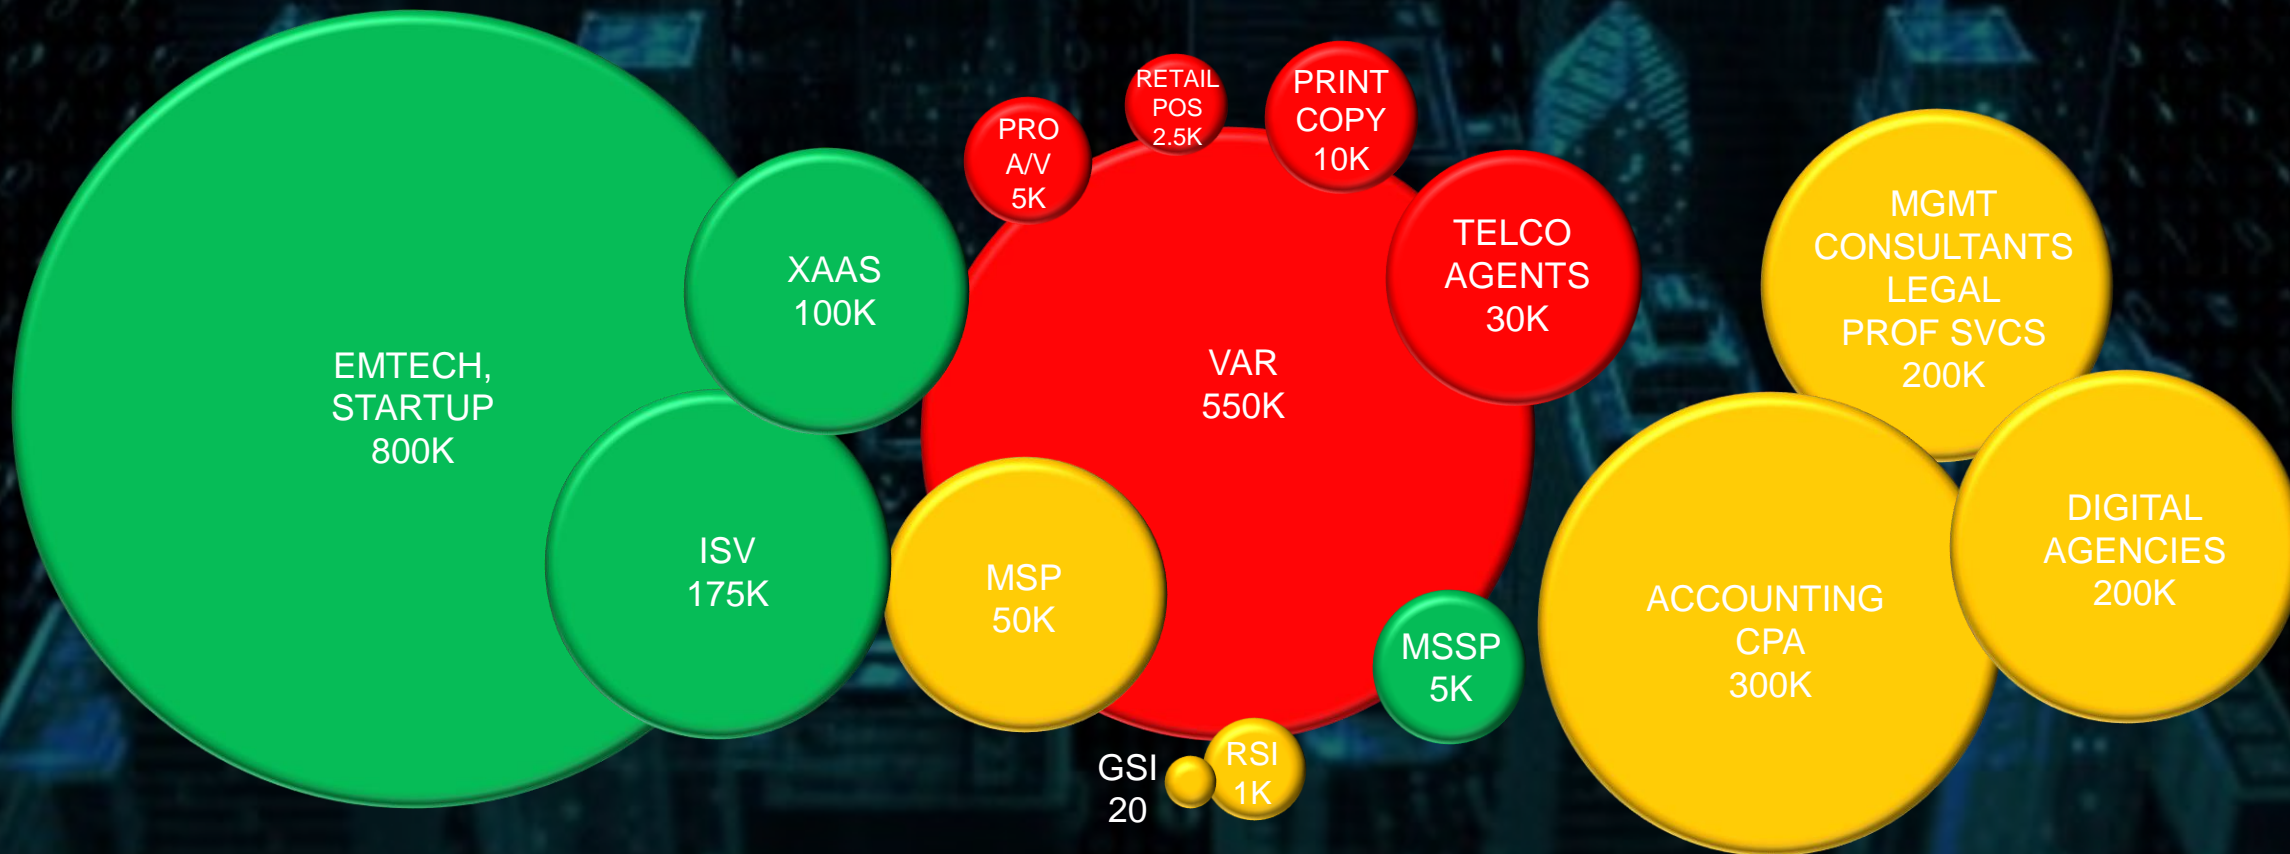 EMTECH,
STARTUP
800K
XAAS
100K
ISV
175K
PRO
A/V
5K
RETAIL
POS
2.5K
PRINT
COPY
10K
TELCO
AGENTS
30K
VAR
550K
MSP
50K
MSSP
5K
GSI
20
RSI
1K
MGMT
CONSULTANTS
LEGAL
PROF SVCS
200K
DIGITAL
AGENCIES
200K
ACCOUNTING
CPA
300K